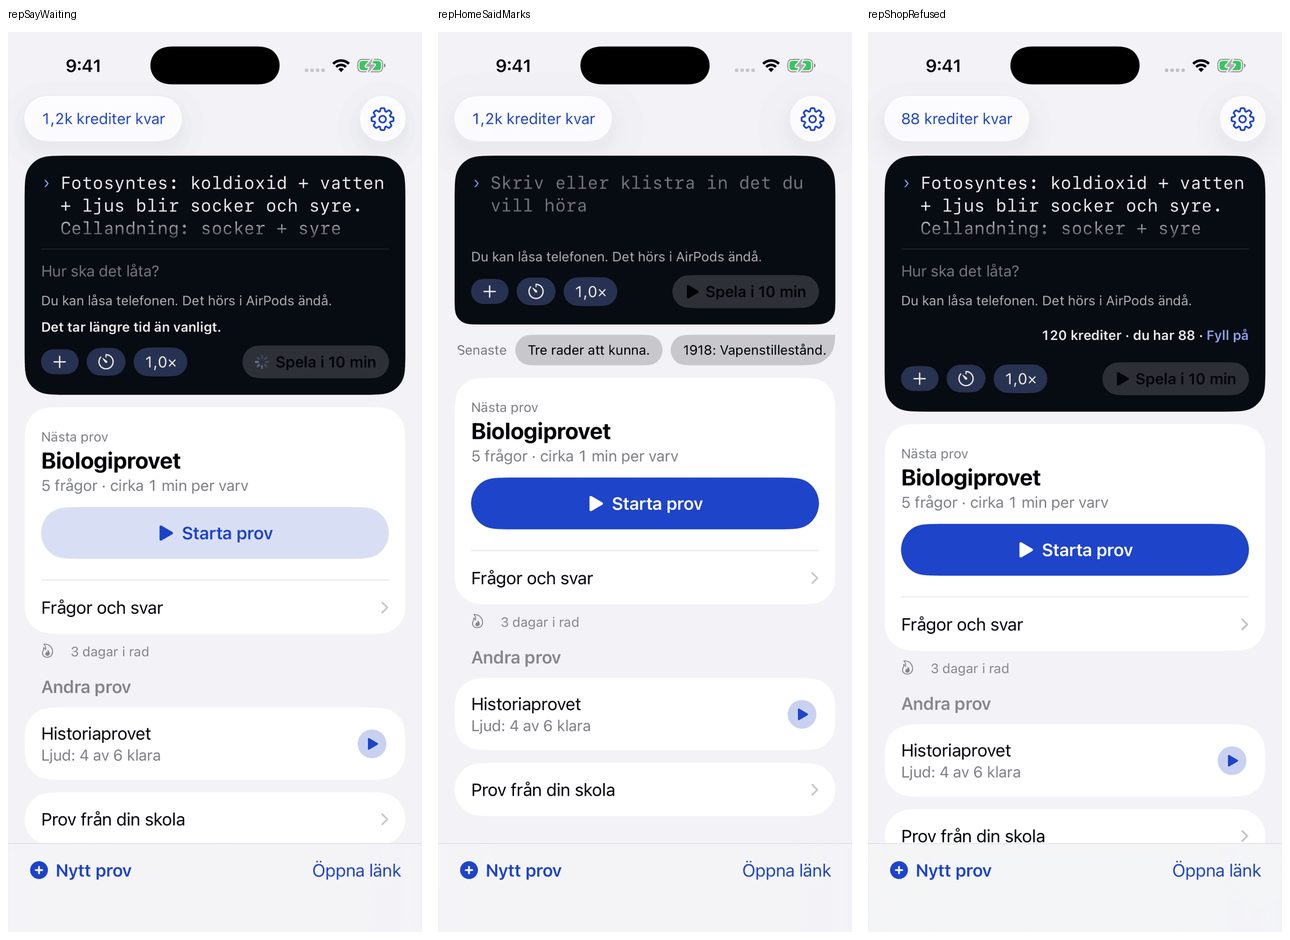 repSayWaiting
9:41
1,2k krediter kvar
› Fotosyntes: koldioxid + vatten
+ ljus blir socker och syre.
Cellandning: socker + syre
Hur ska det låta?
Du kan låsa telefonen. Det hörs i AirPods ändå.
Det tar längre tid än vanligt.
1,0×
Spela i 10 min
Nästa prov
Biologiprovet
5 frågor · cirka 1 min per varv
Starta prov
Frågor och svar
3 dagar i rad
Andra prov
Historiaprovet
Ljud: 4 av 6 klara
Prov från din skola
Nytt prov
Öppna länk
repHomeSaidMarks
9:41
1,2k krediter kvar
› Skriv eller klistra in det du
vill höra
Du kan låsa telefonen. Det hörs i AirPods ändå.
1,0×
Spela i 10 min
Senaste
Tre rader att kunna.
1918: Vapenstillestånd.
Nästa prov
Biologiprovet
5 frågor · cirka 1 min per varv
Starta prov
Frågor och svar
3 dagar i rad
Andra prov
Historiaprovet
Ljud: 4 av 6 klara
Prov från din skola
Nytt prov
Öppna länk
repShopRefused
9:41
88 krediter kvar
› Fotosyntes: koldioxid + vatten
+ ljus blir socker och syre.
Cellandning: socker + syre
Hur ska det låta?
Du kan låsa telefonen. Det hörs i AirPods ändå.
120 krediter · du har 88 · Fyll på
1,0×
Spela i 10 min
Nästa prov
Biologiprovet
5 frågor · cirka 1 min per varv
Starta prov
Frågor och svar
3 dagar i rad
Andra prov
Historiaprovet
Ljud: 4 av 6 klara
Prov från din skola
Nytt prov
Öppna länk